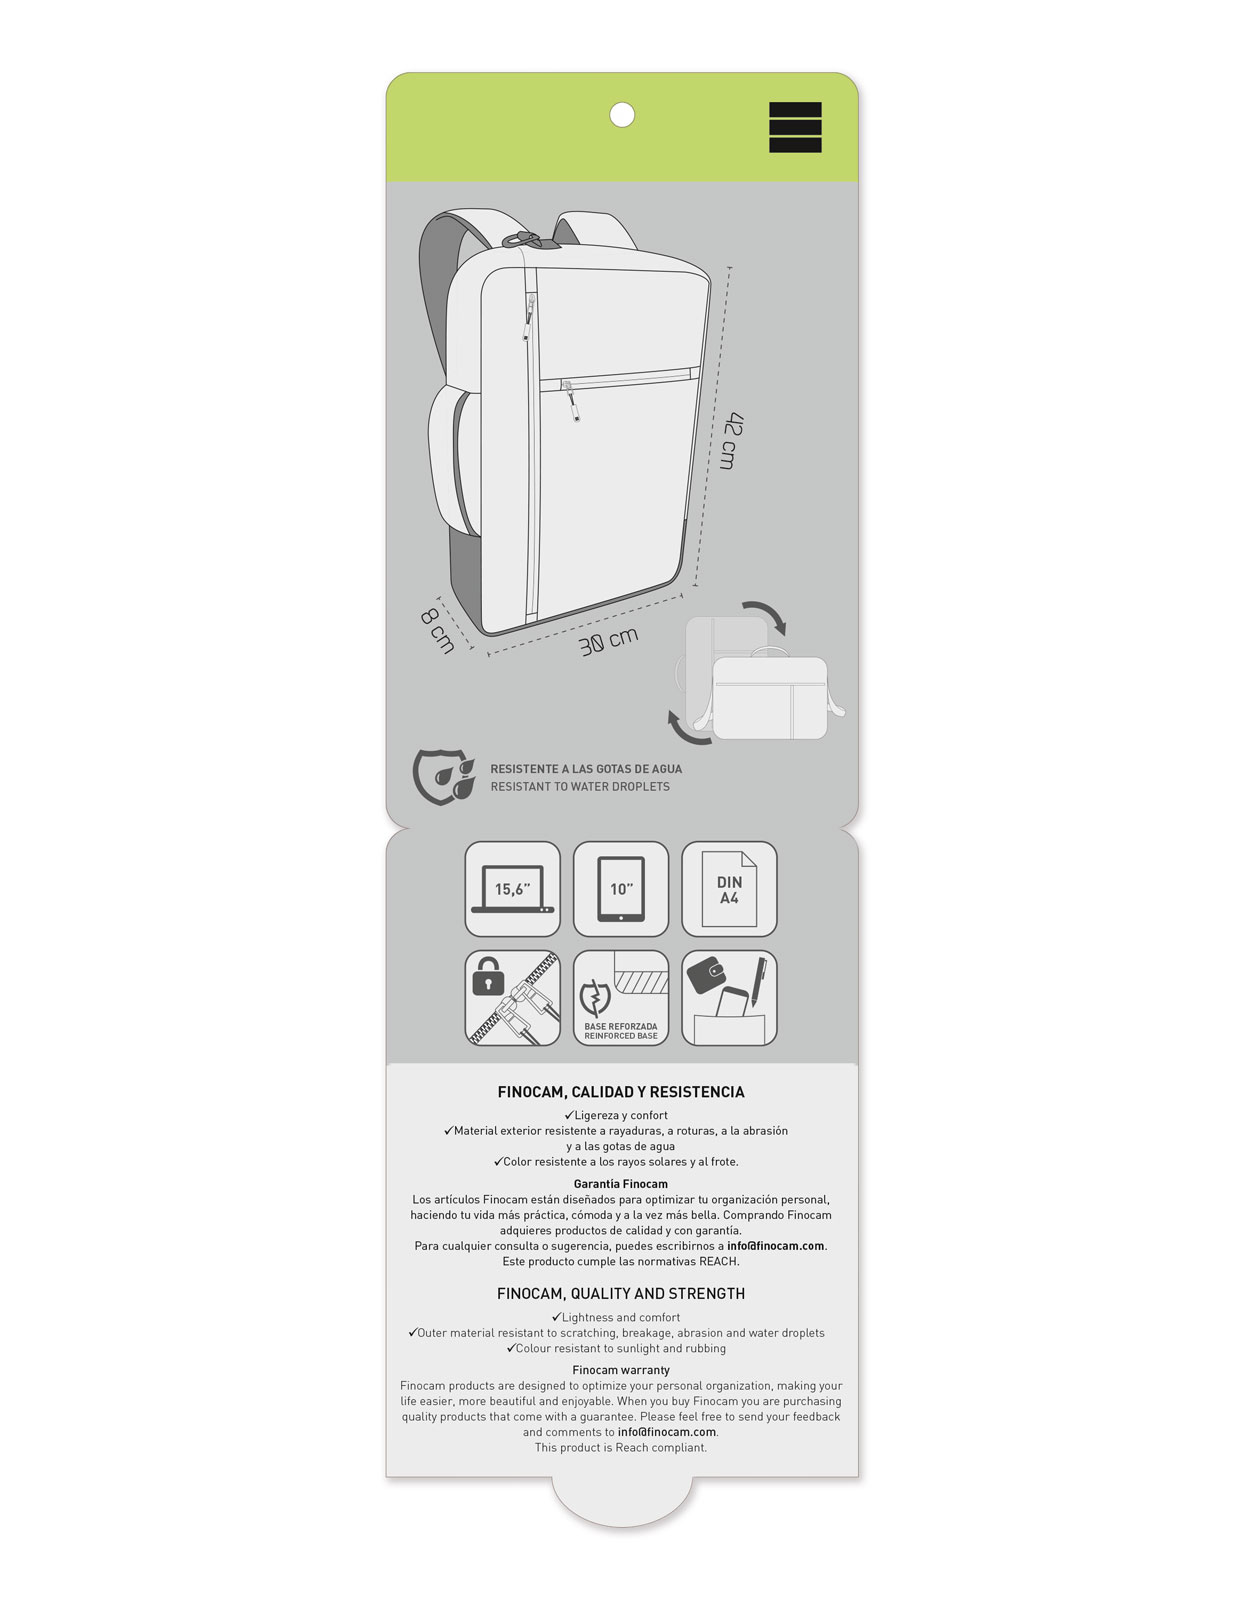 42 cm
8 cm
30 cm
RESISTENTE A LAS GOTAS DE AGUA
RESISTANT TO WATER DROPLETS
15,6”
10”
DIN
A4
BASE REFORZADA
REINFORCED BASE
FINOCAM, CALIDAD Y RESISTENCIA
✓Ligereza y confort
✓Material exterior resistente a rayaduras, a roturas, a la abrasión
y a las gotas de agua
✓Color resistente a los rayos solares y al frote.
Garantía Finocam
Los artículos Finocam están diseñados para optimizar tu organización personal,
haciendo tu vida más práctica, cómoda y a la vez más bella. Comprando Finocam
adquieres productos de calidad y con garantía.
Para cualquier consulta o sugerencia, puedes escribirnos a info@finocam.com.
Este producto cumple las normativas REACH.
FINOCAM, QUALITY AND STRENGTH
✓Lightness and comfort
✓Outer material resistant to scratching, breakage, abrasion and water droplets
✓Colour resistant to sunlight and rubbing
Finocam warranty
Finocam products are designed to optimize your personal organization, making your
life easier, more beautiful and enjoyable. When you buy Finocam you are purchasing
quality products that come with a guarantee. Please feel free to send your feedback
and comments to info@finocam.com.
This product is Reach compliant.